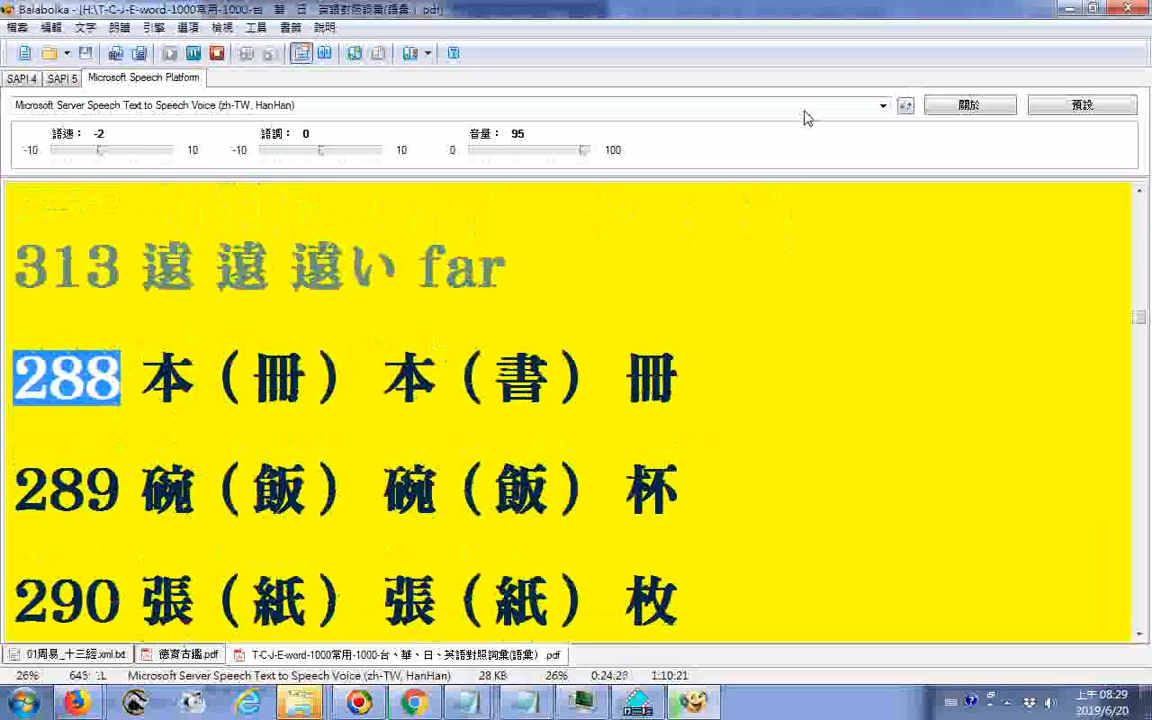 Balabolka - [H:\T-C-J-E-word-1000常用-1000-台、華、日、英語對照詞彙(語彙).pdf]
檔案 編輯 文字 朗讀 引擎 選項 檢視 工具 書籤 說明
SAPI 4 SAPI 5 Microsoft Speech Platform
Microsoft Server Speech Text to Speech Voice (zh-TW, HanHan) 關於 預設
語速： -2 語調： 0 音量： 95
-10 10 -10 10 0 100
313 遠 遠 遠い far
288 本（冊） 本（書） 冊
289 碗（飯） 碗（飯） 杯
290 張（紙） 張（紙） 枚
01周易_十三經.xml.txt 德育古鑑.pdf T-C-J-E-word-1000常用-1000-台、華、日、英語對照詞彙(語彙) .pdf
26% Microsoft Server Speech Text to Speech Voice (zh-TW, HanHan) 28 KB 26% 0:24:28 1:10:21
上午 08:29
2019/6/20